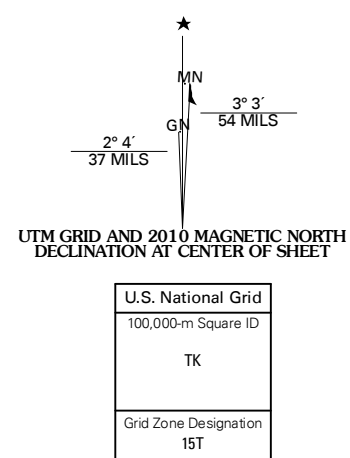 MN
3° 3´
54 MILS
GN
2° 4´
37 MILS
UTM GRID AND 2010 MAGNETIC NORTH
DECLINATION AT CENTER OF SHEET
U.S. National Grid
100,000-m Square ID
TK
Grid Zone Designation
15T